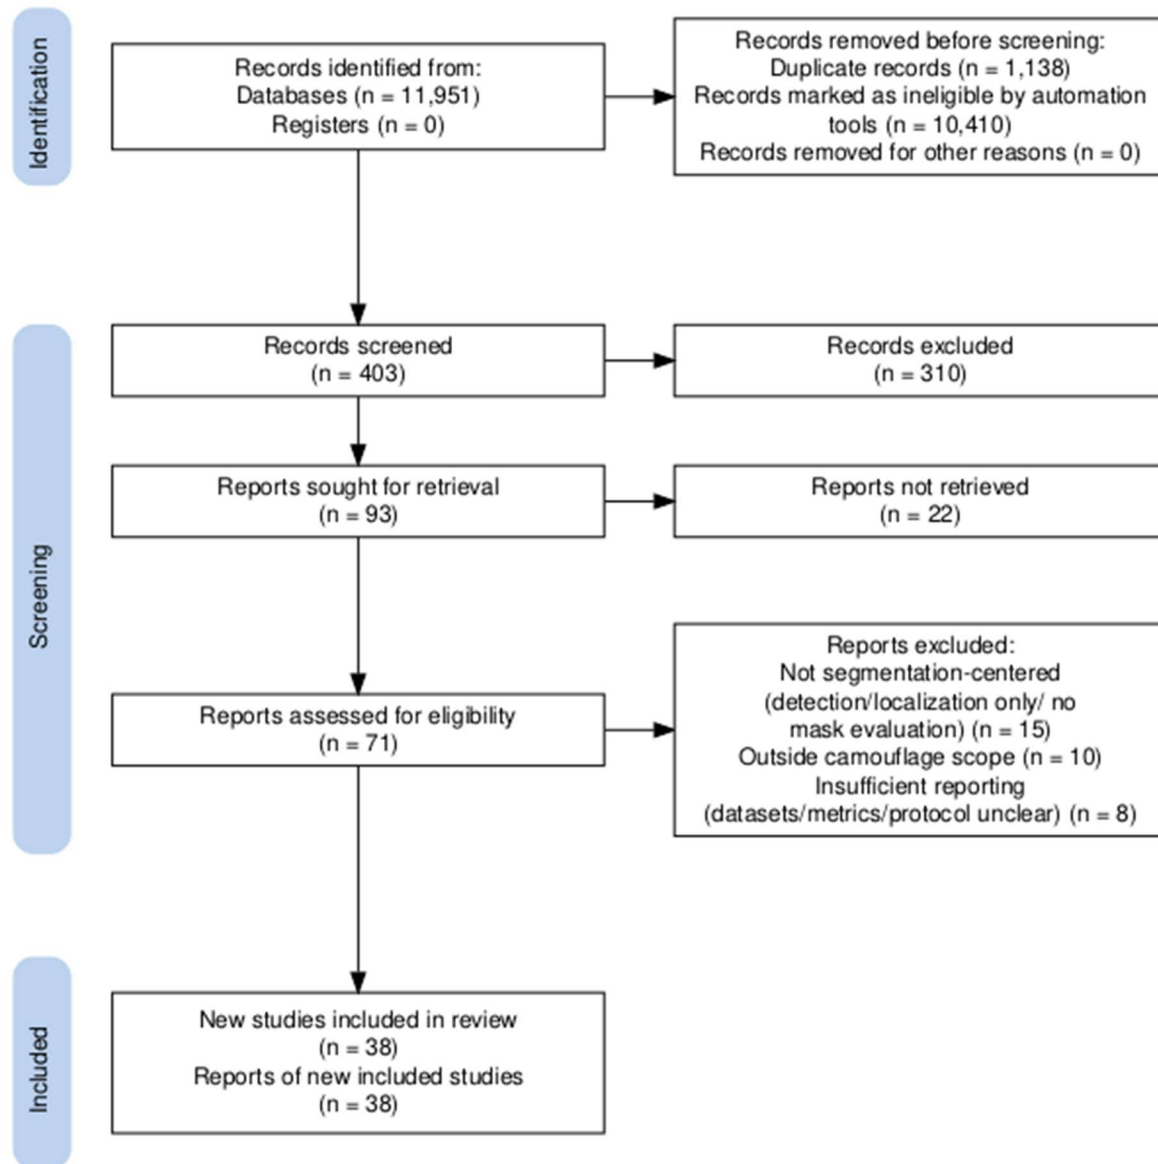 Identification
Records identified from:
Databases (n = 11,951)
Registers (n = 0)
Records removed before screening:
Duplicate records (n = 1,138)
Records marked as ineligible by automation
tools (n = 10,410)
Records removed for other reasons (n = 0)
Screening
Records screened
(n = 403)
Records excluded
(n = 310)
Reports sought for retrieval
(n = 93)
Reports not retrieved
(n = 22)
Reports assessed for eligibility
(n = 71)
Reports excluded:
Not segmentation-centered
(detection/localization only/ no
mask evaluation) (n = 15)
Outside camouflage scope (n = 10)
Insufficient reporting
(datasets/metrics/protocol unclear) (n = 8)
Included
New studies included in review
(n = 38)
Reports of new included studies
(n = 38)